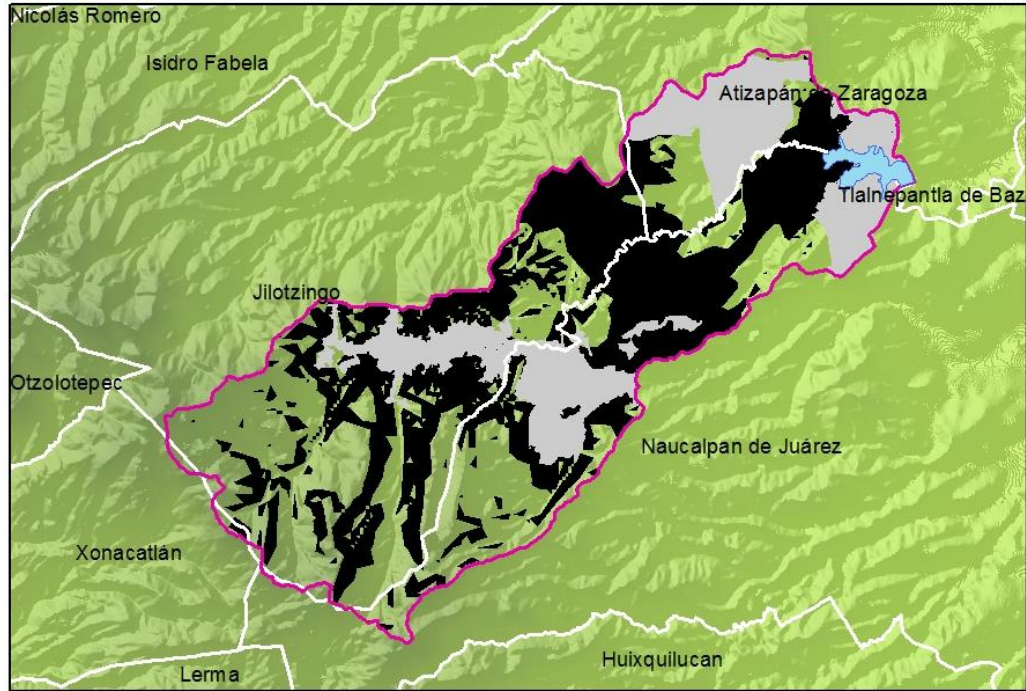 Nicolás Romero
Isidro Fabela
Atizapán de Zaragoza
Tlalnepantla de Baz
Jilotzingo
Otzolotepec
Naucalpan de Juárez
Xonacatlán
Huixquilucan
Lerma